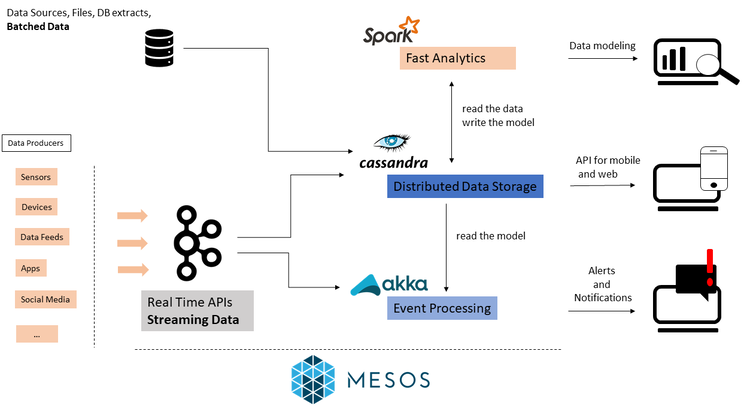 Data Sources, Files, DB extracts,
Batched Data
Spark
Fast Analytics
Data modeling
read the data
write the model
Data Producers
cassandra
Sensors
Distributed Data Storage
API for mobile
and web
Devices
Data Feeds
read the model
Apps
Alerts
and
Notifications
akka
Social Media
Real Time APIs
Streaming Data
Event Processing
...
MESOS